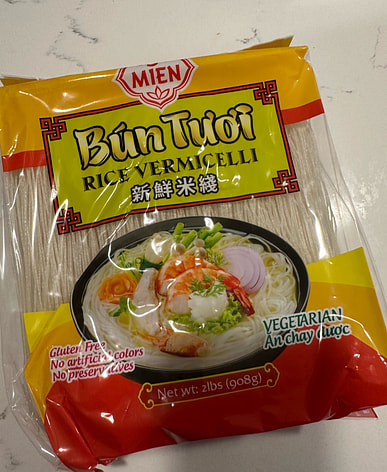 MIEN
Bún Tươi
RICE VERMICELLI
新鮮米綫
Gluten Free
No artificial colors
No preservatives
VEGETARIAN
Ăn chay được
Net wt: 2lbs (908g)